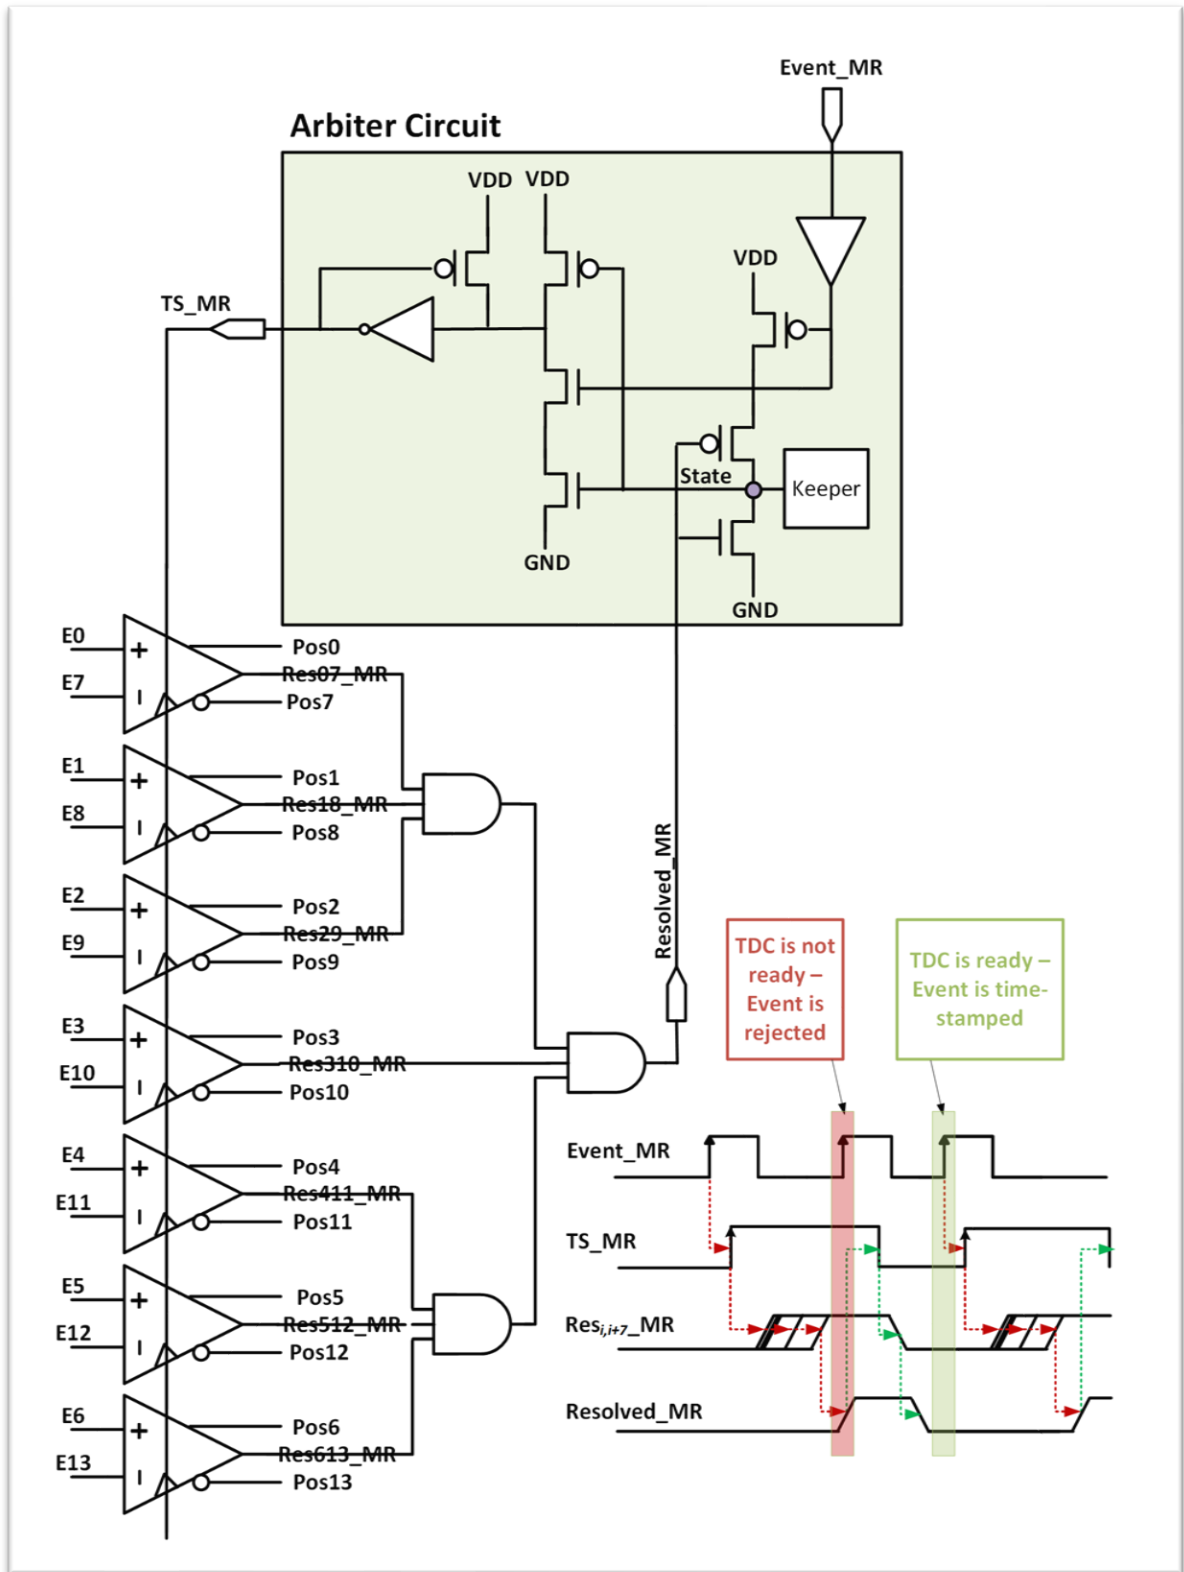 Event_MR
Arbiter Circuit
VDD VDD
VDD
TS_MR
State
Keeper
GND
GND
E0
+
Pos0
Res07_MR
E7
Pos7
E1
+
Pos1
Res18_MR
E8
Pos8
E2
+
Pos2
Res29_MR
E9
Pos9
E3
+
Pos3
Res310_MR
E10
Pos10
E4
+
Pos4
Res411_MR
E11
Pos11
E5
+
Pos5
Res512_MR
E12
Pos12
E6
+
Pos6
Res613_MR
E13
Pos13
Resolved_MR
TDC is not
ready –
Event is
rejected
TDC is ready –
Event is time-
stamped
Event_MR
TS_MR
Resi,i+7_MR
Resolved_MR